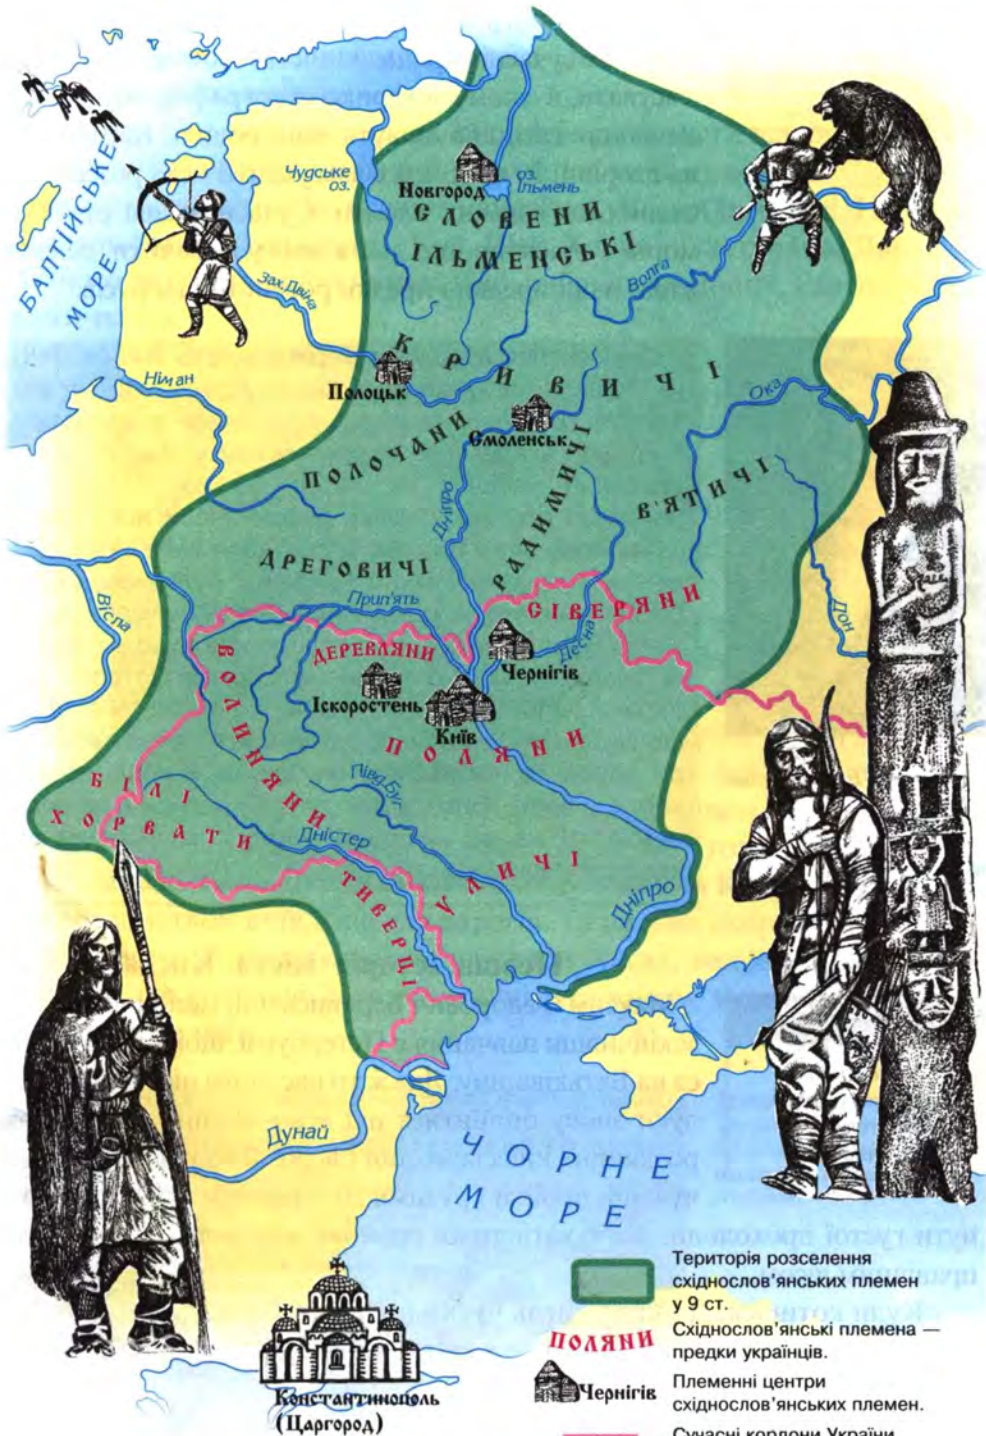 БАЛТІЙСЬКЕ
МОРЕ
Чудське
оз.
Новгород
оз.
Ільмень
СЛОВЕНИ
ІЛЬМЕНСЬКІ
Волга
Зах. Двіна
Німан
КРИВИЧІ
Полоцьк
Ока
Смоленськ
ПОЛОЧАНИ
Дніпро
РАДИМИЧІ
В'ЯТИЧІ
ДРЕГОВИЧІ
Прип'ять
СІВЕРЯНИ
Вісла
Дон
Десна
Чернігів
ДЕРЕВЛЯНИ
ВОЛИНЯНИ
Іскоростень
Київ
ПОЛЯНИ
БІЛІ
ХОРВАТИ
Півд. Буг
Дністер
УЛИЧІ
ТИВЕРЦІ
Дніпро
Дунай
ЧОРНЕ
МОРЕ
Константинополь
(Царгород)
Територія розселення
східнослов'янських племен
у 9 ст.
ПОЛЯНИ
Східнослов'янські племена —
предки українців.
Чернігів
Племенні центри
східнослов'янських племен.
Сучасні кордони України